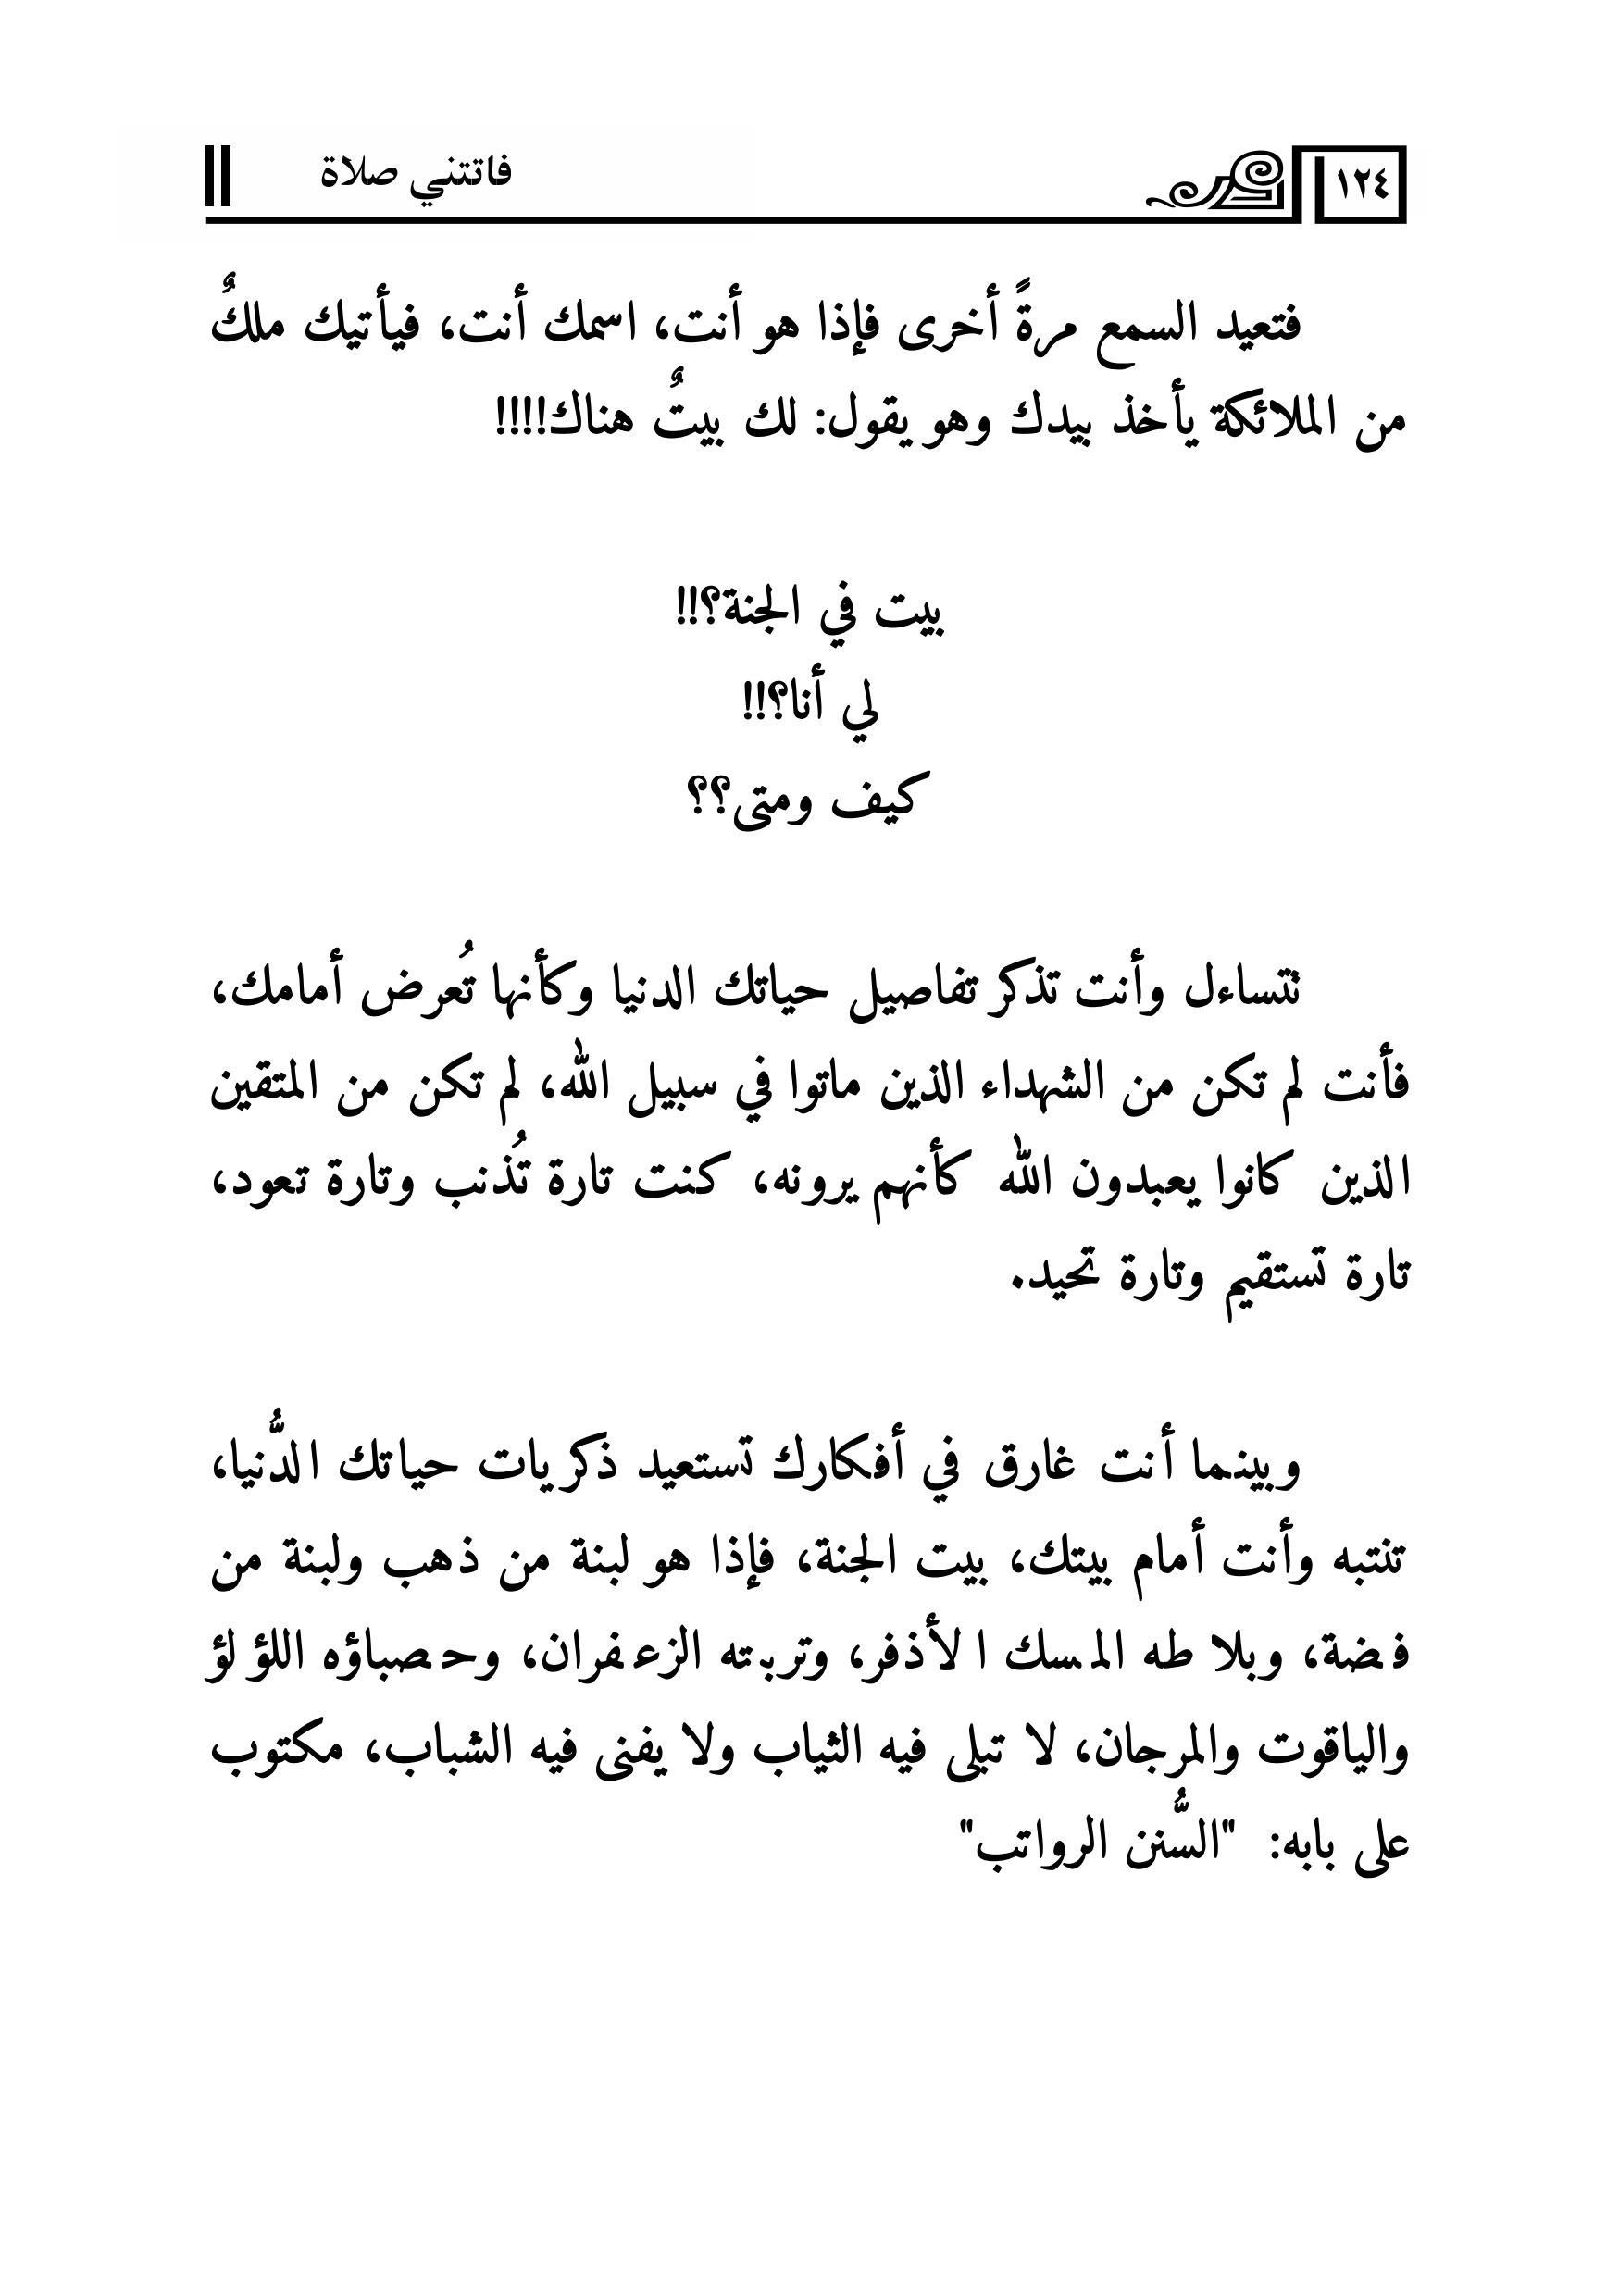 ١٢٤
فاتتني صلاة
فتعيد السمع مرةً أخرى فإذا هو أنت، اسمك أنت، فيأتيك ملكٌ
من الملائكة يأخذ بيدك وهو يقول: لك بيتٌ هناك!!!!
بيت في الجنة؟!!
لي أنا؟!!
كيف ومتى؟؟
تتساءل وأنت تذكر تفاصيل حياتك الدنيا وكأنها تُعرض أمامك،
فأنت لم تكن من الشهداء الذين ماتوا في سبيل الله، لم تكن من المتقين
الذين كانوا يعبدون الله كأنهم يرونه، كنت تارة تُذنب وتارة تعود،
تارة تستقيم وتارة تحيد.
وبينما أنت غارق في أفكارك تستعيد ذكريات حياتك الدُّنيا،
تنتبه وأنت أمام بيتك، بيت الجنة، فإذا هو لبنة من ذهب ولبنة من
فضة، وبلاطه المسك الأذفر، وتربته الزعفران، وحصباؤه اللؤلؤ
والياقوت والمرجان، لا تبلى فيه الثياب ولا يفنى فيه الشباب، مكتوب
على بابه: "السُّنن الرواتب"